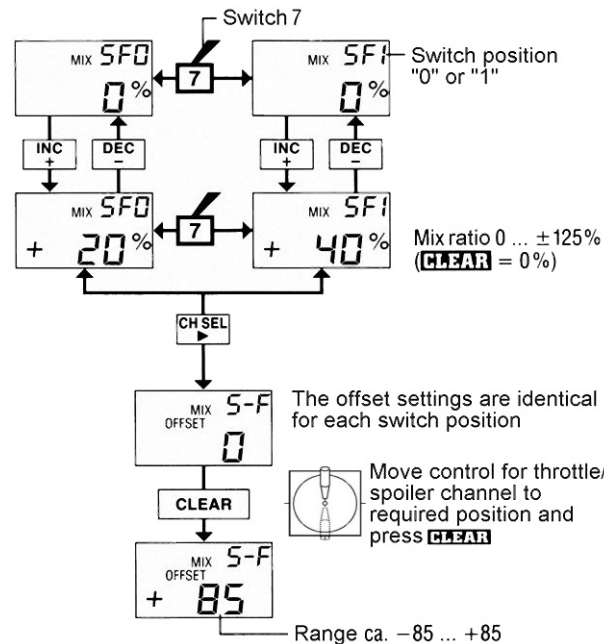 Switch 7
MIX SF0
0%
7
MIX SF1
0%
Switch position
"0" or "1"
INC
+
DEC
−
INC
+
DEC
−
MIX SF0
+ 20%
7
MIX SF1
+ 40%
Mix ratio 0 ... ±125%
(CLEAR = 0%)
CH SEL
▶
MIX S-F
OFFSET
0
The offset settings are identical
for each switch position
CLEAR
Move control for throttle/
spoiler channel to
required position and
press CLEAR
MIX S-F
OFFSET
+ 85
Range ca. −85 ... +85